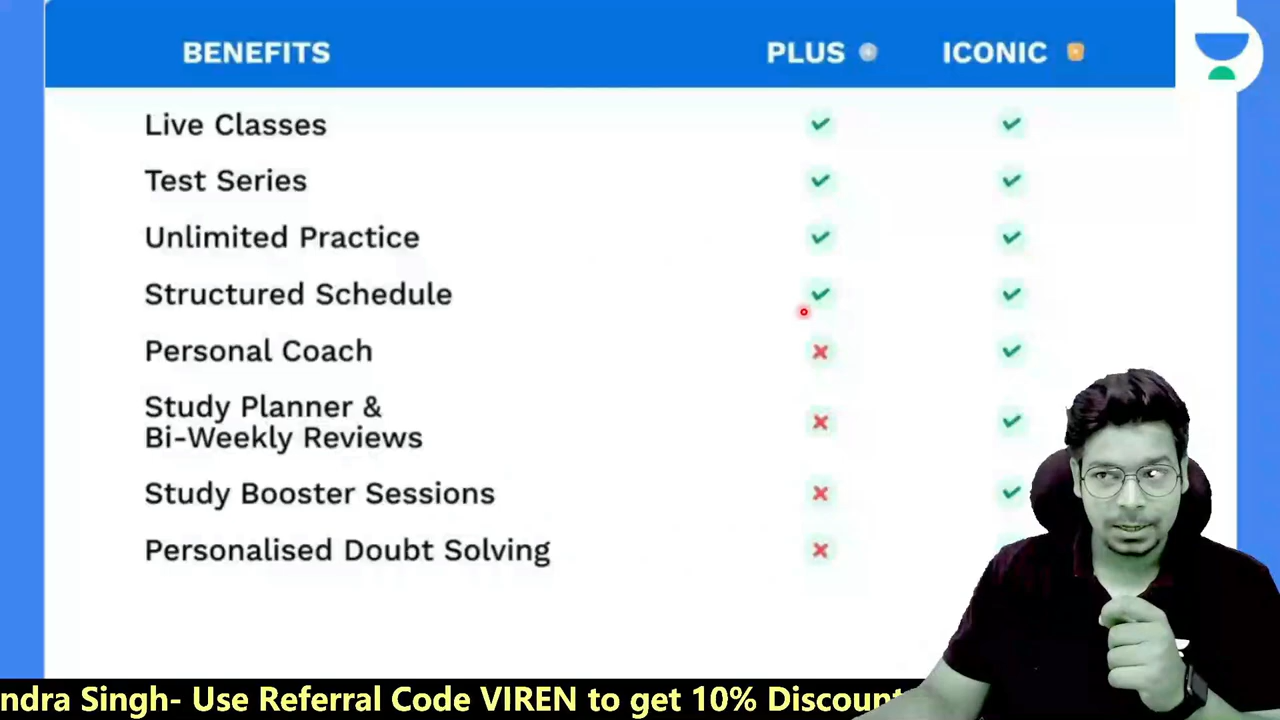 BENEFITS PLUS ICONIC
Live Classes
Test Series
Unlimited Practice
Structured Schedule
Personal Coach
Study Planner &
Bi-Weekly Reviews
Study Booster Sessions
Personalised Doubt Solving
ndra Singh- Use Referral Code VIREN to get 10% Discount